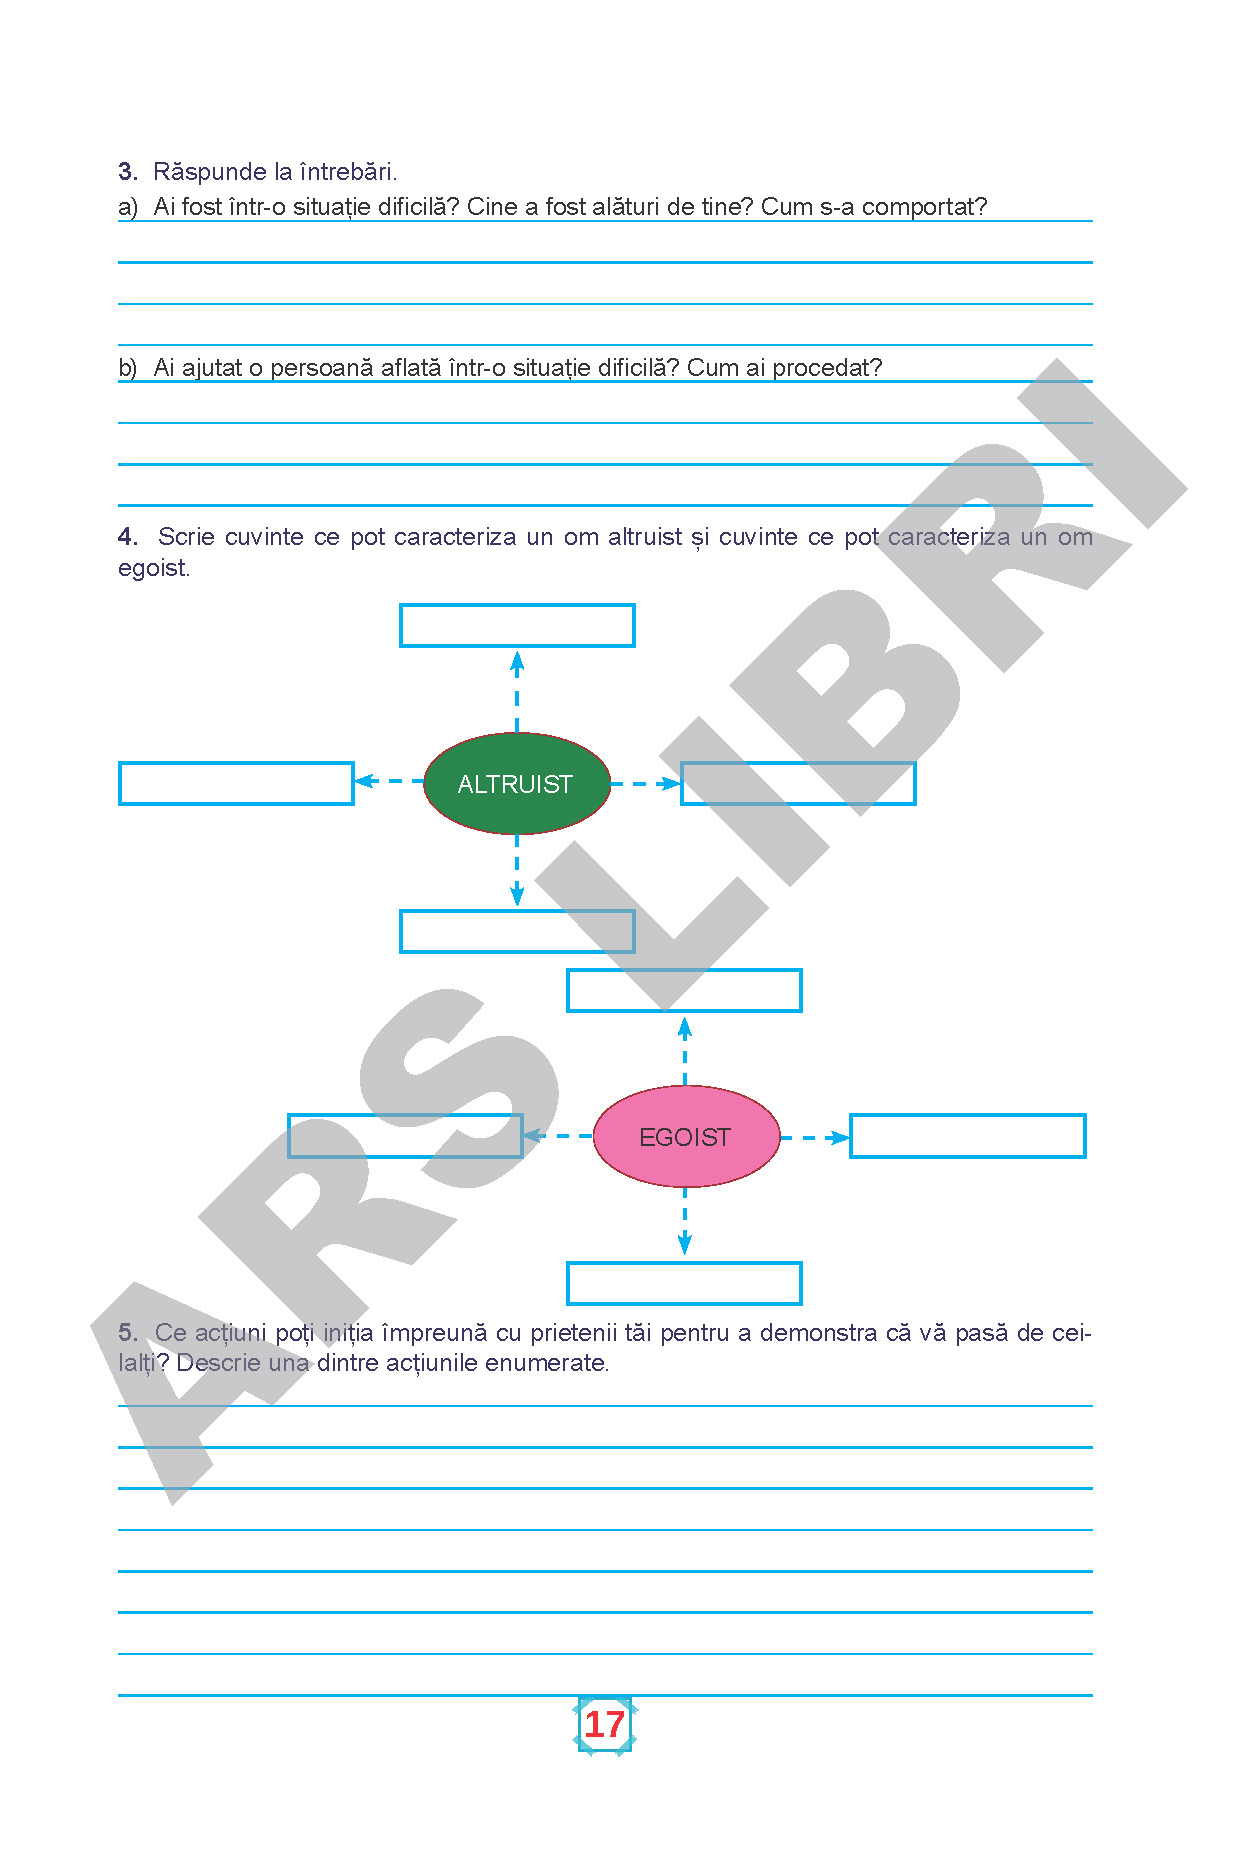 3. Răspunde la întrebări.
a) Ai fost într-o situație dificilă? Cine a fost alături de tine? Cum s-a comportat?
b) Ai ajutat o persoană aflată într-o situație dificilă? Cum ai procedat?
4. Scrie cuvinte ce pot caracteriza un om altruist și cuvinte ce pot caracteriza un om
egoist.
ALTRUIST
EGOIST
5. Ce acțiuni poți iniția împreună cu prietenii tăi pentru a demonstra că vă pasă de cei-
lalți? Descrie una dintre acțiunile enumerate.
17
ARS LIBRI